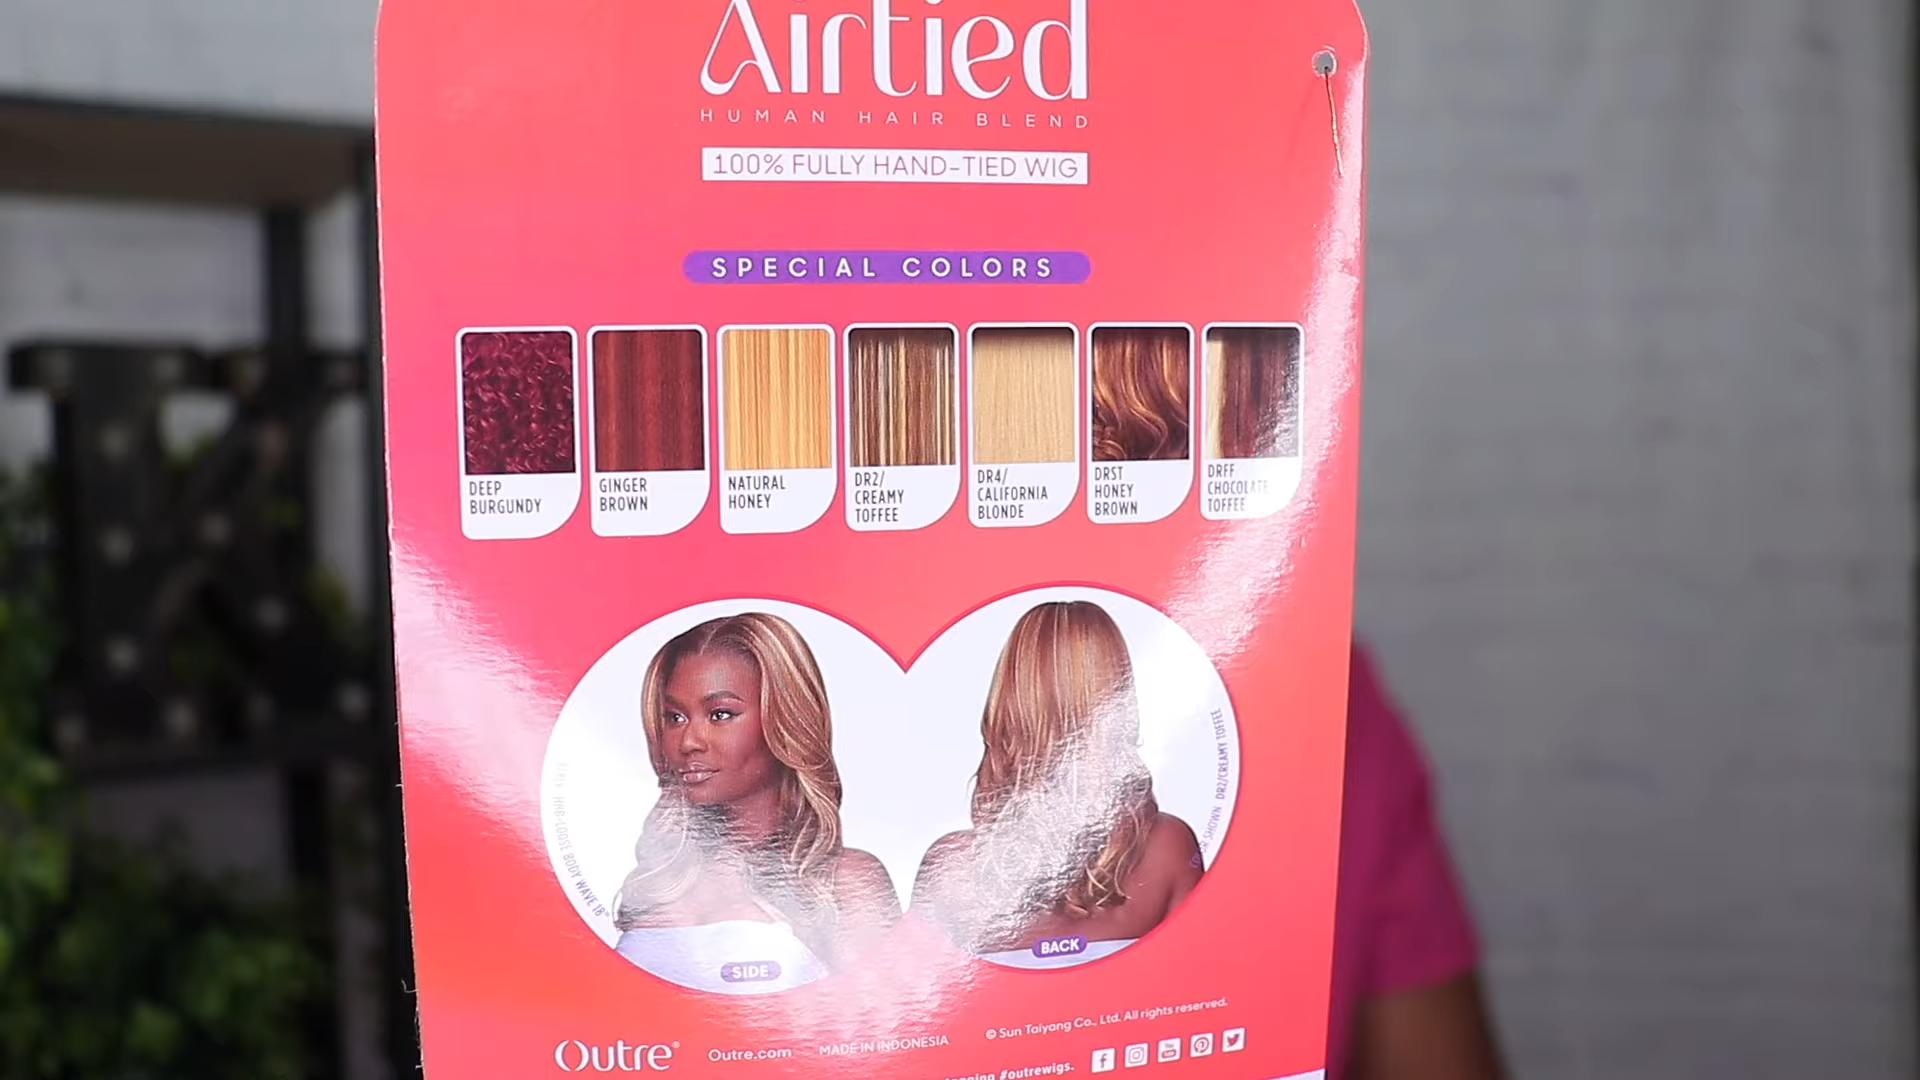 Airtied
HUMAN HAIR BLEND
100% FULLY HAND-TIED WIG
SPECIAL COLORS
DEEP
BURGUNDY
GINGER
BROWN
NATURAL
HONEY
DR2/
CREAMY
TOFFEE
DR4/
CALIFORNIA
BLONDE
DRST
HONEY
BROWN
DRFF
CHOCOLATE
TOFFEE
HHB-LOOSE BODY WAVE 18"
SHOWN DR2/CREAMY TOFFEE
SIDE
BACK
Outre®
Outre.com
MADE IN INDONESIA
© Sun Taiyang Co., Ltd. All rights reserved.
#outrewigs.